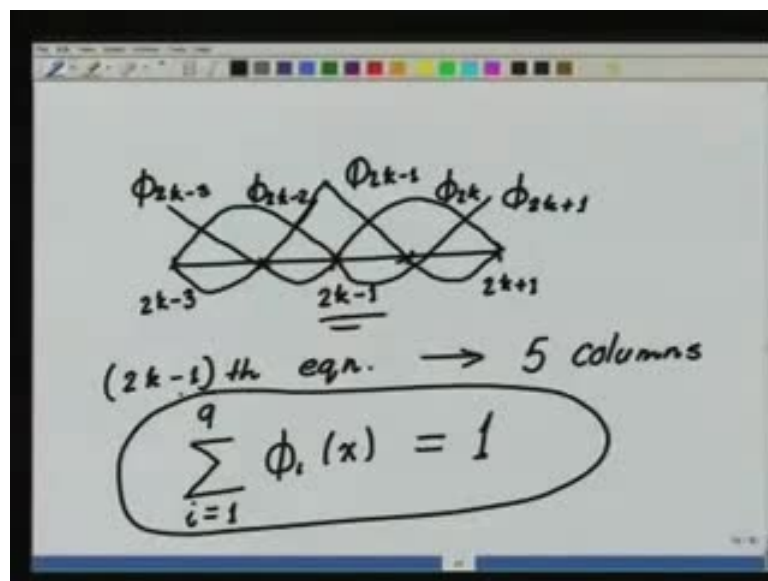 ϕ2k-3 ϕ2k-2 ϕ2k-1 ϕ2k ϕ2k+1
2k-3 2k-1 2k+1
(2k-1) th eqn. → 5 columns
9
∑ ϕi (x) = 1
i=1